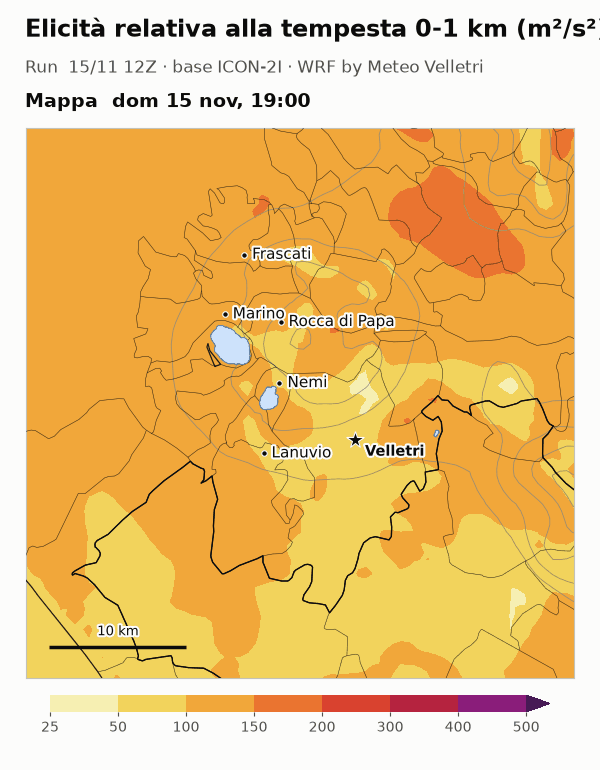 Elicità relativa alla tempesta 0-1 km (m²/s²)
Run  15/11 12Z · base ICON-2I · WRF by Meteo Velletri
Mappa  dom 15 nov, 19:00
Frascati
Marino
Rocca di Papa
Nemi
Velletri
Lanuvio
10 km
25 50 100 150 200 300 400 500